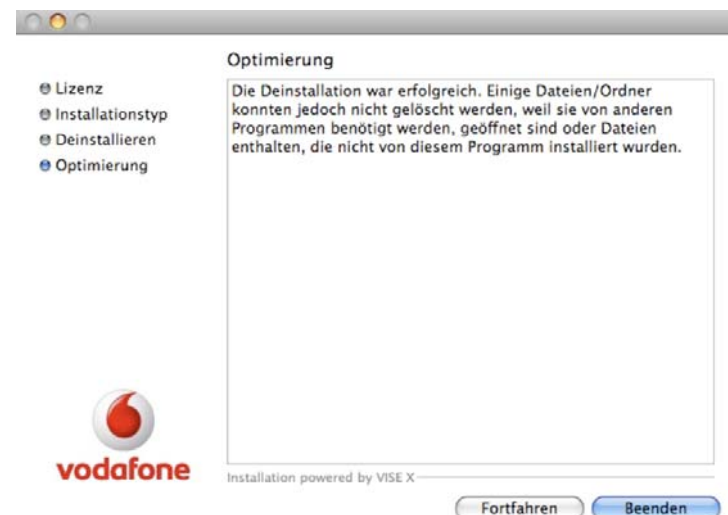 Optimierung
Lizenz
Installationstyp
Deinstallieren
Optimierung
Die Deinstallation war erfolgreich. Einige Dateien/Ordner
konnten jedoch nicht gelöscht werden, weil sie von anderen
Programmen benötigt werden, geöffnet sind oder Dateien
enthalten, die nicht von diesem Programm installiert wurden.
vodafone
Installation powered by VISE X
Fortfahren
Beenden